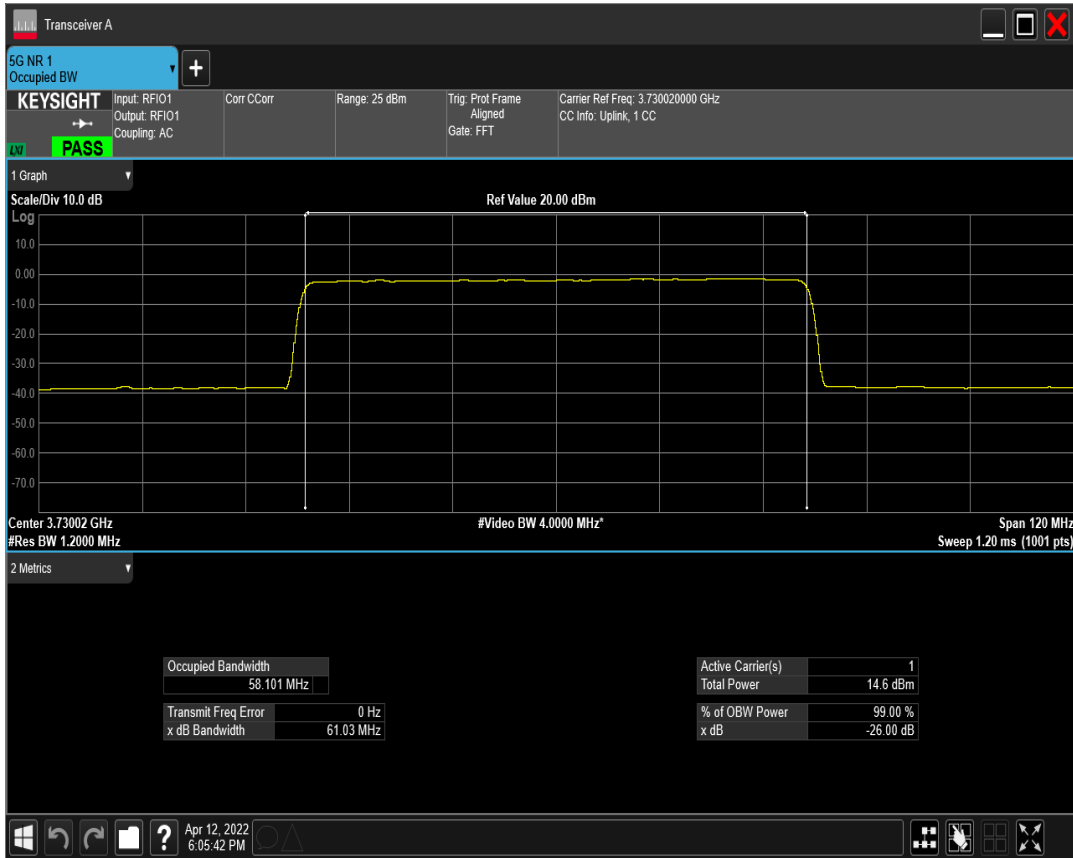 Transceiver A
5G NR 1
Occupied BW
KEYSIGHT
LXI
PASS
Input: RFIO1
Output: RFIO1
Coupling: AC
Corr CCorr
Range: 25 dBm
Trig: Prot Frame
Aligned
Gate: FFT
Carrier Ref Freq: 3.730020000 GHz
CC Info: Uplink, 1 CC
1 Graph
Scale/Div 10.0 dB
Ref Value 20.00 dBm
Log
10.0
0.00
-10.0
-20.0
-30.0
-40.0
-50.0
-60.0
-70.0
Center 3.73002 GHz
#Video BW 4.0000 MHz*
Span 120 MHz
#Res BW 1.2000 MHz
Sweep 1.20 ms (1001 pts)
2 Metrics
Occupied Bandwidth
58.101 MHz
Transmit Freq Error 0 Hz
x dB Bandwidth 61.03 MHz
Active Carrier(s) 1
Total Power 14.6 dBm
% of OBW Power 99.00 %
x dB -26.00 dB
?
Apr 12, 2022
6:05:42 PM